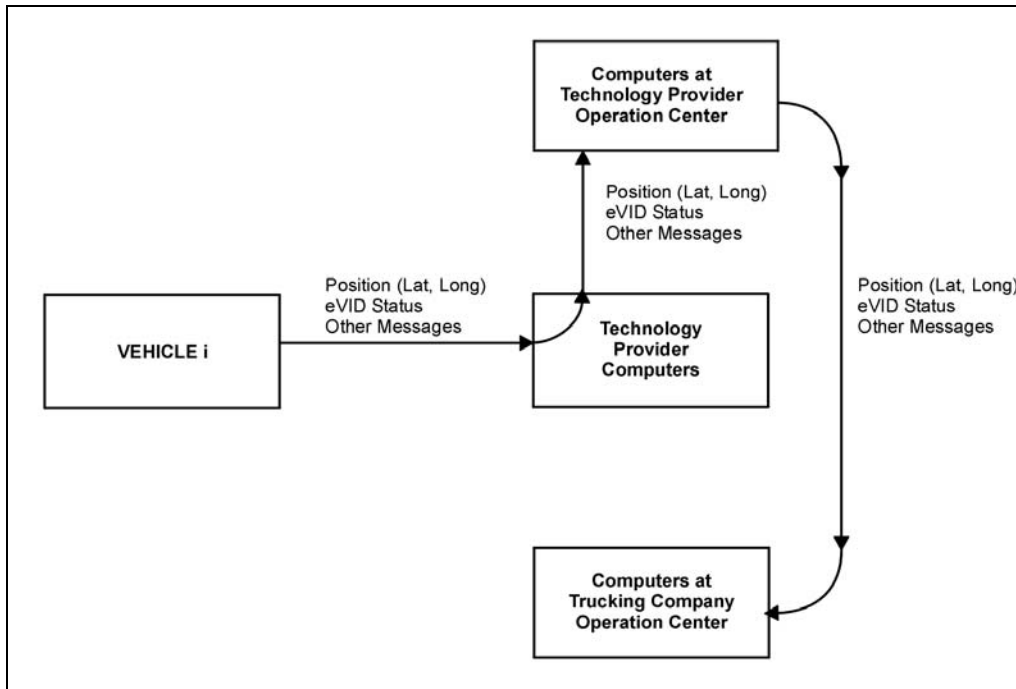 Computers at
Technology Provider
Operation Center
Position (Lat, Long)
eVID Status
Other Messages
Position (Lat, Long)
eVID Status
Other Messages
VEHICLE i
Technology
Provider
Computers
Position (Lat, Long)
eVID Status
Other Messages
Computers at
Trucking Company
Operation Center